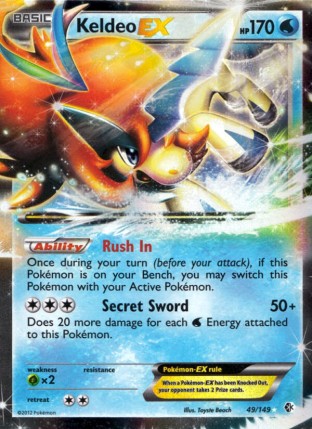 BASIC Keldeo EX HP 170
Ability Rush In
Once during your turn (before your attack), if this
Pokémon is on your Bench, you may switch this
Pokémon with your Active Pokémon.
Secret Sword 50+
Does 20 more damage for each Energy attached
to this Pokémon.
weakness resistance
×2
retreat
Pokémon-EX rule
When a Pokémon-EX has been Knocked Out,
your opponent takes 2 Prize cards.
©2012 Pokémon Illus. Toyste Beach 49/149